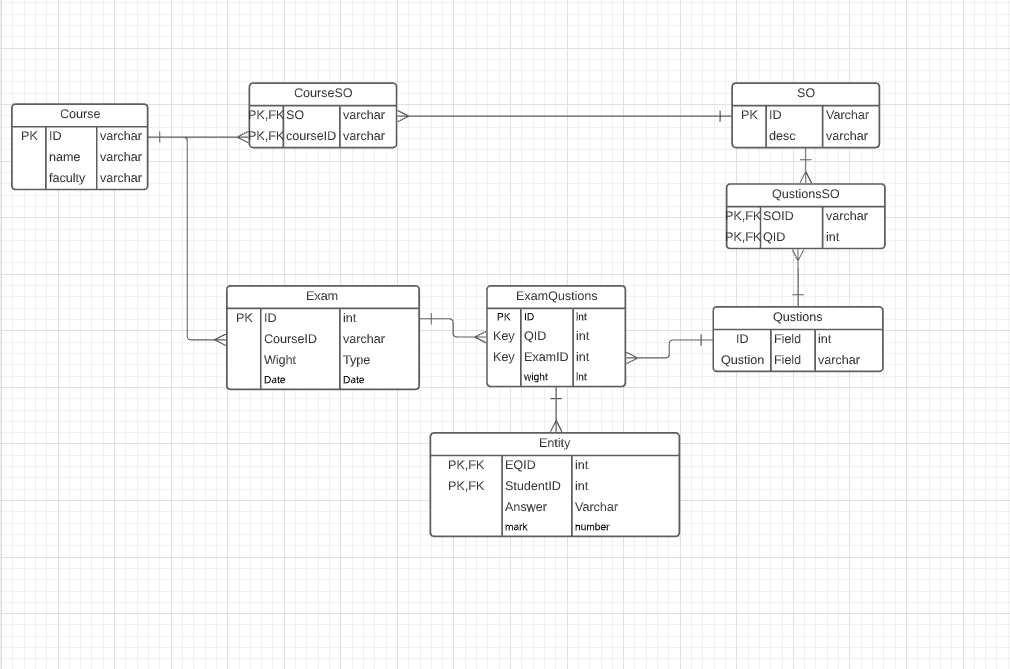 Course
PK ID varchar
name varchar
faculty varchar
CourseSO
PK,FK SO varchar
PK,FK courseID varchar
SO
PK ID Varchar
desc varchar
QustionsSO
PK,FK SOID varchar
PK,FK QID int
Exam
PK ID int
CourseID varchar
Wight Type
Date Date
ExamQustions
PK ID int
Key QID int
Key ExamID int
wight int
Qustions
ID Field int
Qustion Field varchar
Entity
PK,FK EQID int
PK,FK StudentID int
Answer Varchar
mark number